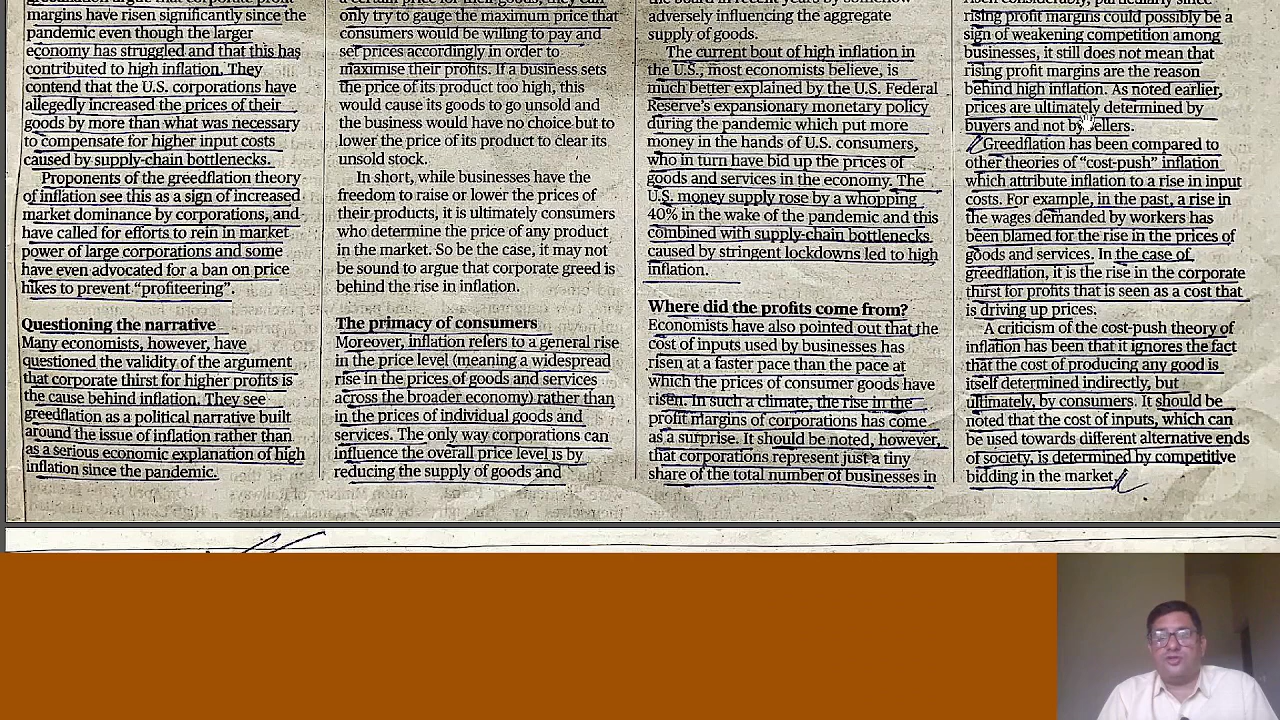 margins have risen significantly since the
pandemic even though the larger
economy has struggled and that this has
contributed to high inflation. They
contend that the U.S. corporations have
allegedly increased the prices of their
goods by more than what was necessary
to compensate for higher input costs
caused by supply-chain bottlenecks.
Proponents of the greedflation theory
of inflation see this as a sign of increased
market dominance by corporations, and
have called for efforts to rein in market
power of large corporations and some
have even advocated for a ban on price
hikes to prevent “profiteering”.
Questioning the narrative
Many economists, however, have
questioned the validity of the argument
that corporate thirst for higher profits is
the cause behind inflation. They see
greedflation as a political narrative built
around the issue of inflation rather than
as a serious economic explanation of high
inflation since the pandemic.
a certain price for their goods, they can
only try to gauge the maximum price that
consumers would be willing to pay and
set prices accordingly in order to
maximise their profits. If a business sets
the price of its product too high, this
would cause its goods to go unsold and
the business would have no choice but to
lower the price of its product to clear its
unsold stock.
In short, while businesses have the
freedom to raise or lower the prices of
their products, it is ultimately consumers
who determine the price of any product
in the market. So be the case, it may not
be sound to argue that corporate greed is
behind the rise in inflation.
The primacy of consumers
Moreover, inflation refers to a general rise
in the price level (meaning a widespread
rise in the prices of goods and services
across the broader economy) rather than
in the prices of individual goods and
services. The only way corporations can
influence the overall price level is by
reducing the supply of goods and
the board in recent years by somehow
adversely influencing the aggregate
supply of goods.
The current bout of high inflation in
the U.S., most economists believe, is
much better explained by the U.S. Federal
Reserve’s expansionary monetary policy
during the pandemic which put more
money in the hands of U.S. consumers,
who in turn have bid up the prices of
goods and services in the economy. The
U.S. money supply rose by a whopping
40% in the wake of the pandemic and this
combined with supply-chain bottlenecks
caused by stringent lockdowns led to high
inflation.
Where did the profits come from?
Economists have also pointed out that the
cost of inputs used by businesses has
risen at a faster pace than the pace at
which the prices of consumer goods have
risen. In such a climate, the rise in the
profit margins of corporations has come
as a surprise. It should be noted, however,
that corporations represent just a tiny
share of the total number of businesses in
rising profit margins could possibly be a
sign of weakening competition among
businesses, it still does not mean that
rising profit margins are the reason
behind high inflation. As noted earlier,
prices are ultimately determined by
buyers and not by sellers.
Greedflation has been compared to
other theories of “cost-push” inflation
which attribute inflation to a rise in input
costs. For example, in the past, a rise in
the wages demanded by workers has
been blamed for the rise in the prices of
goods and services. In the case of
greedflation, it is the rise in the corporate
thirst for profits that is seen as a cost that
is driving up prices.
A criticism of the cost-push theory of
inflation has been that it ignores the fact
that the cost of producing any good is
itself determined indirectly, but
ultimately, by consumers. It should be
noted that the cost of inputs, which can
be used towards different alternative ends
of society, is determined by competitive
bidding in the market.